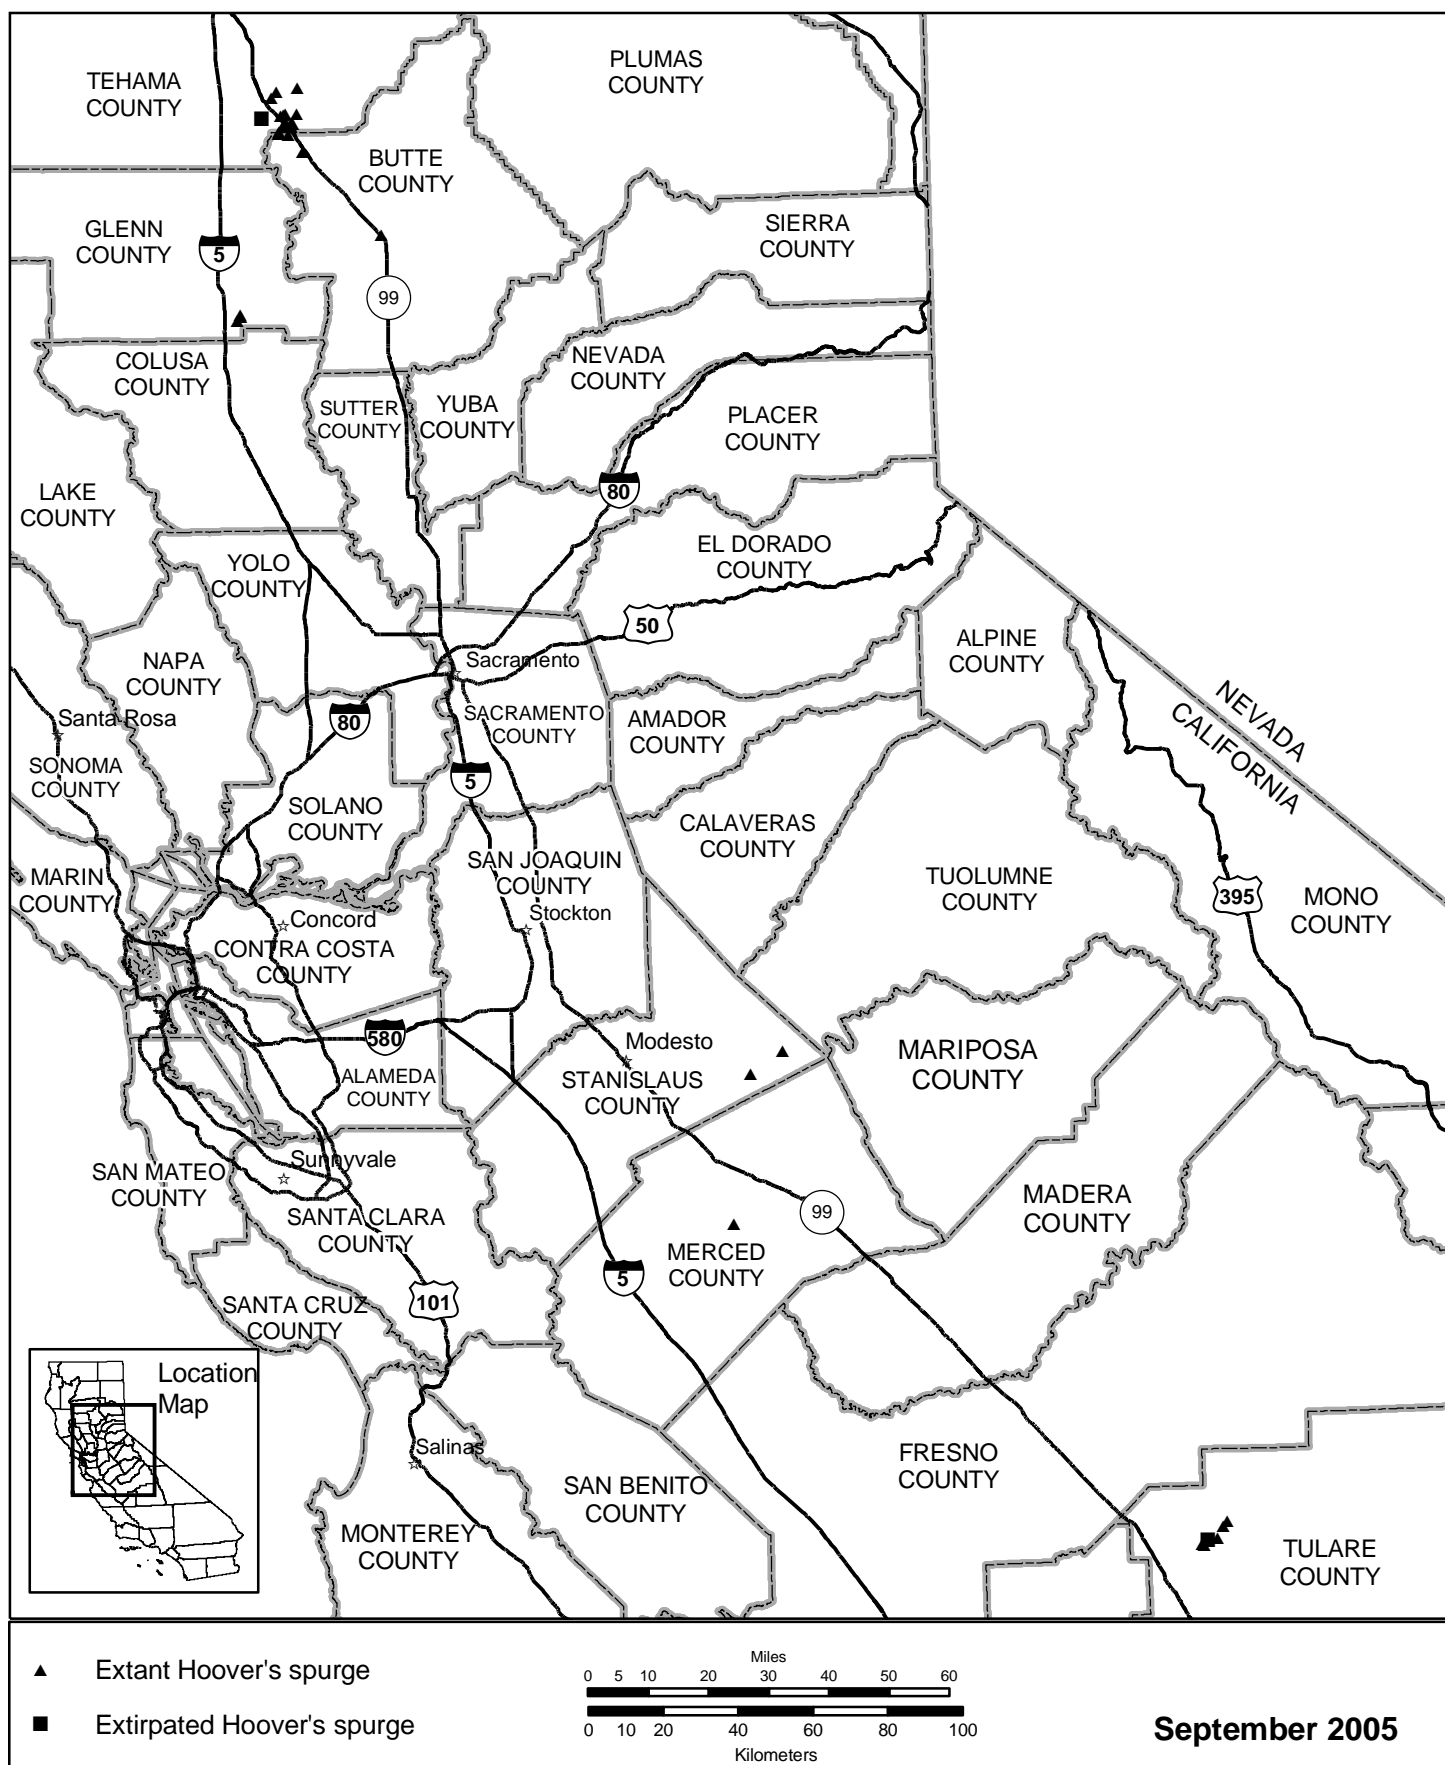 PLUMAS
COUNTY
TEHAMA
COUNTY
BUTTE
COUNTY
GLENN
COUNTY
5
SIERRA
COUNTY
99
COLUSA
COUNTY
NEVADA
COUNTY
SUTTER
COUNTY
YUBA
COUNTY
PLACER
COUNTY
LAKE
COUNTY
80
YOLO
COUNTY
EL DORADO
COUNTY
50
NAPA
COUNTY
Sacramento
ALPINE
COUNTY
Santa Rosa
80
SACRAMENTO
COUNTY
AMADOR
COUNTY
NEVADA
CALIFORNIA
SONOMA
COUNTY
5
SOLANO
COUNTY
CALAVERAS
COUNTY
SAN JOAQUIN
COUNTY
MARIN
COUNTY
TUOLUMNE
COUNTY
395
MONO
COUNTY
Concord
Stockton
CONTRA COSTA
COUNTY
580
Modesto
MARIPOSA
COUNTY
ALAMEDA
COUNTY
STANISLAUS
COUNTY
Sunnyvale
SAN MATEO
COUNTY
MADERA
COUNTY
SANTA CLARA
COUNTY
99
MERCED
COUNTY
5
SANTA CRUZ
COUNTY
101
Location
Map
Salinas
FRESNO
COUNTY
SAN BENITO
COUNTY
MONTEREY
COUNTY
TULARE
COUNTY
Extant Hoover's spurge
Extirpated Hoover's spurge
Miles
0 5 10 20 30 40 50 60
0 10 20 40 60 80 100
Kilometers
September 2005